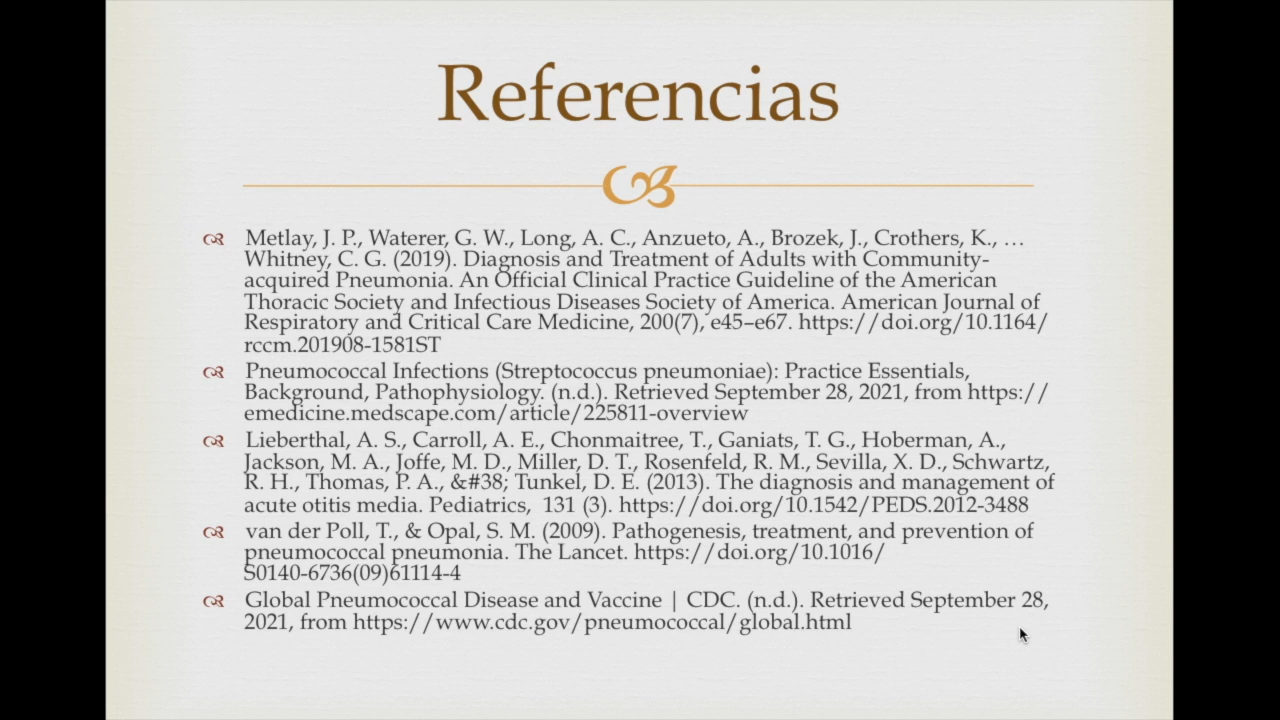 Referencias
Metlay, J. P., Waterer, G. W., Long, A. C., Anzueto, A., Brozek, J., Crothers, K., …
Whitney, C. G. (2019). Diagnosis and Treatment of Adults with Community-
acquired Pneumonia. An Official Clinical Practice Guideline of the American
Thoracic Society and Infectious Diseases Society of America. American Journal of
Respiratory and Critical Care Medicine, 200(7), e45–e67. https://doi.org/10.1164/
rccm.201908-1581ST
Pneumococcal Infections (Streptococcus pneumoniae): Practice Essentials,
Background, Pathophysiology. (n.d.). Retrieved September 28, 2021, from https://
emedicine.medscape.com/article/225811-overview
Lieberthal, A. S., Carroll, A. E., Chonmaitree, T., Ganiats, T. G., Hoberman, A.,
Jackson, M. A., Joffe, M. D., Miller, D. T., Rosenfeld, R. M., Sevilla, X. D., Schwartz,
R. H., Thomas, P. A., &#38; Tunkel, D. E. (2013). The diagnosis and management of
acute otitis media. Pediatrics,  131 (3). https://doi.org/10.1542/PEDS.2012-3488
van der Poll, T., & Opal, S. M. (2009). Pathogenesis, treatment, and prevention of
pneumococcal pneumonia. The Lancet. https://doi.org/10.1016/
S0140-6736(09)61114-4
Global Pneumococcal Disease and Vaccine | CDC. (n.d.). Retrieved September 28,
2021, from https://www.cdc.gov/pneumococcal/global.html